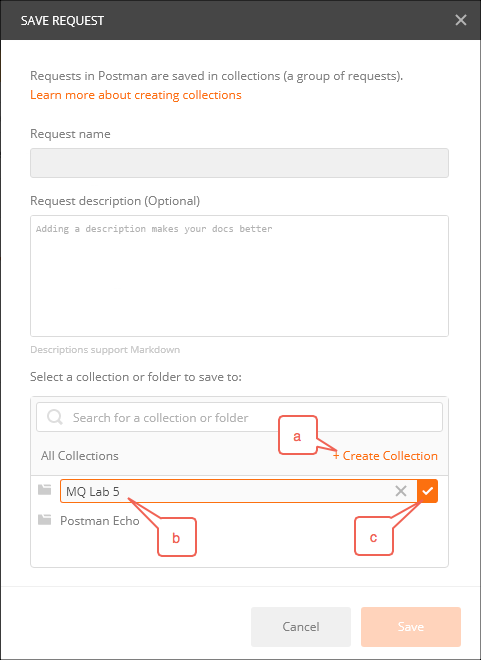 SAVE REQUEST
Requests in Postman are saved in collections (a group of requests).
Learn more about creating collections
Request name
Request description (Optional)
Adding a description makes your docs better
Descriptions support Markdown
Select a collection or folder to save to:
Search for a collection or folder
a
All Collections
+ Create Collection
MQ Lab 5
Postman Echo
b
c
Cancel
Save